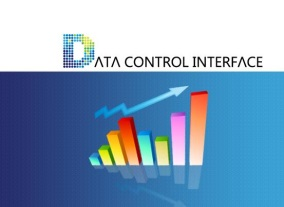 DATA CONTROL INTERFACE